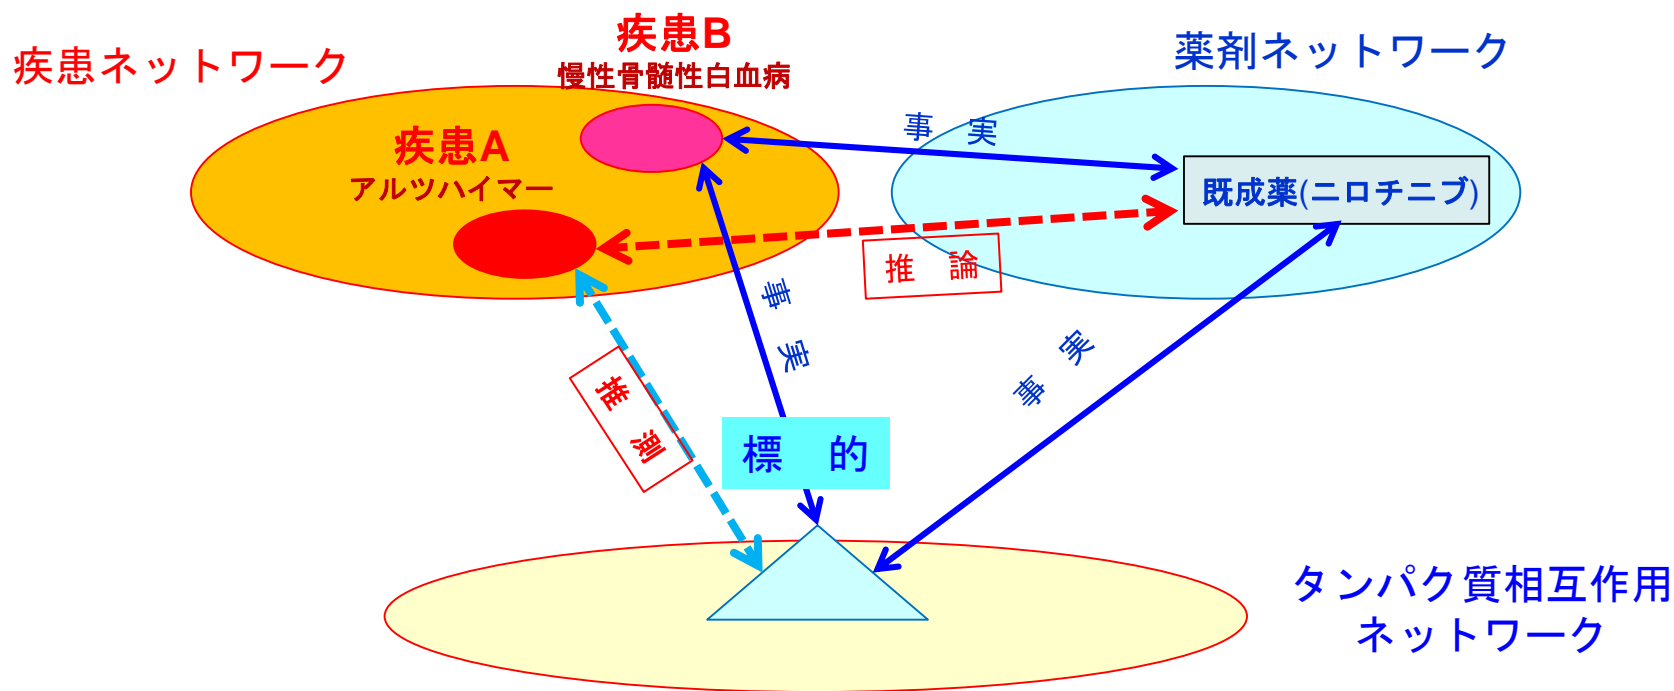 疾患ネットワーク
疾患B
慢性骨髄性白血病
薬剤ネットワーク
疾患A
アルツハイマー
事　実
既成薬(ニロチニブ)
推　論
事　実
事　実
推　測
標　的
タンパク質相互作用
ネットワーク